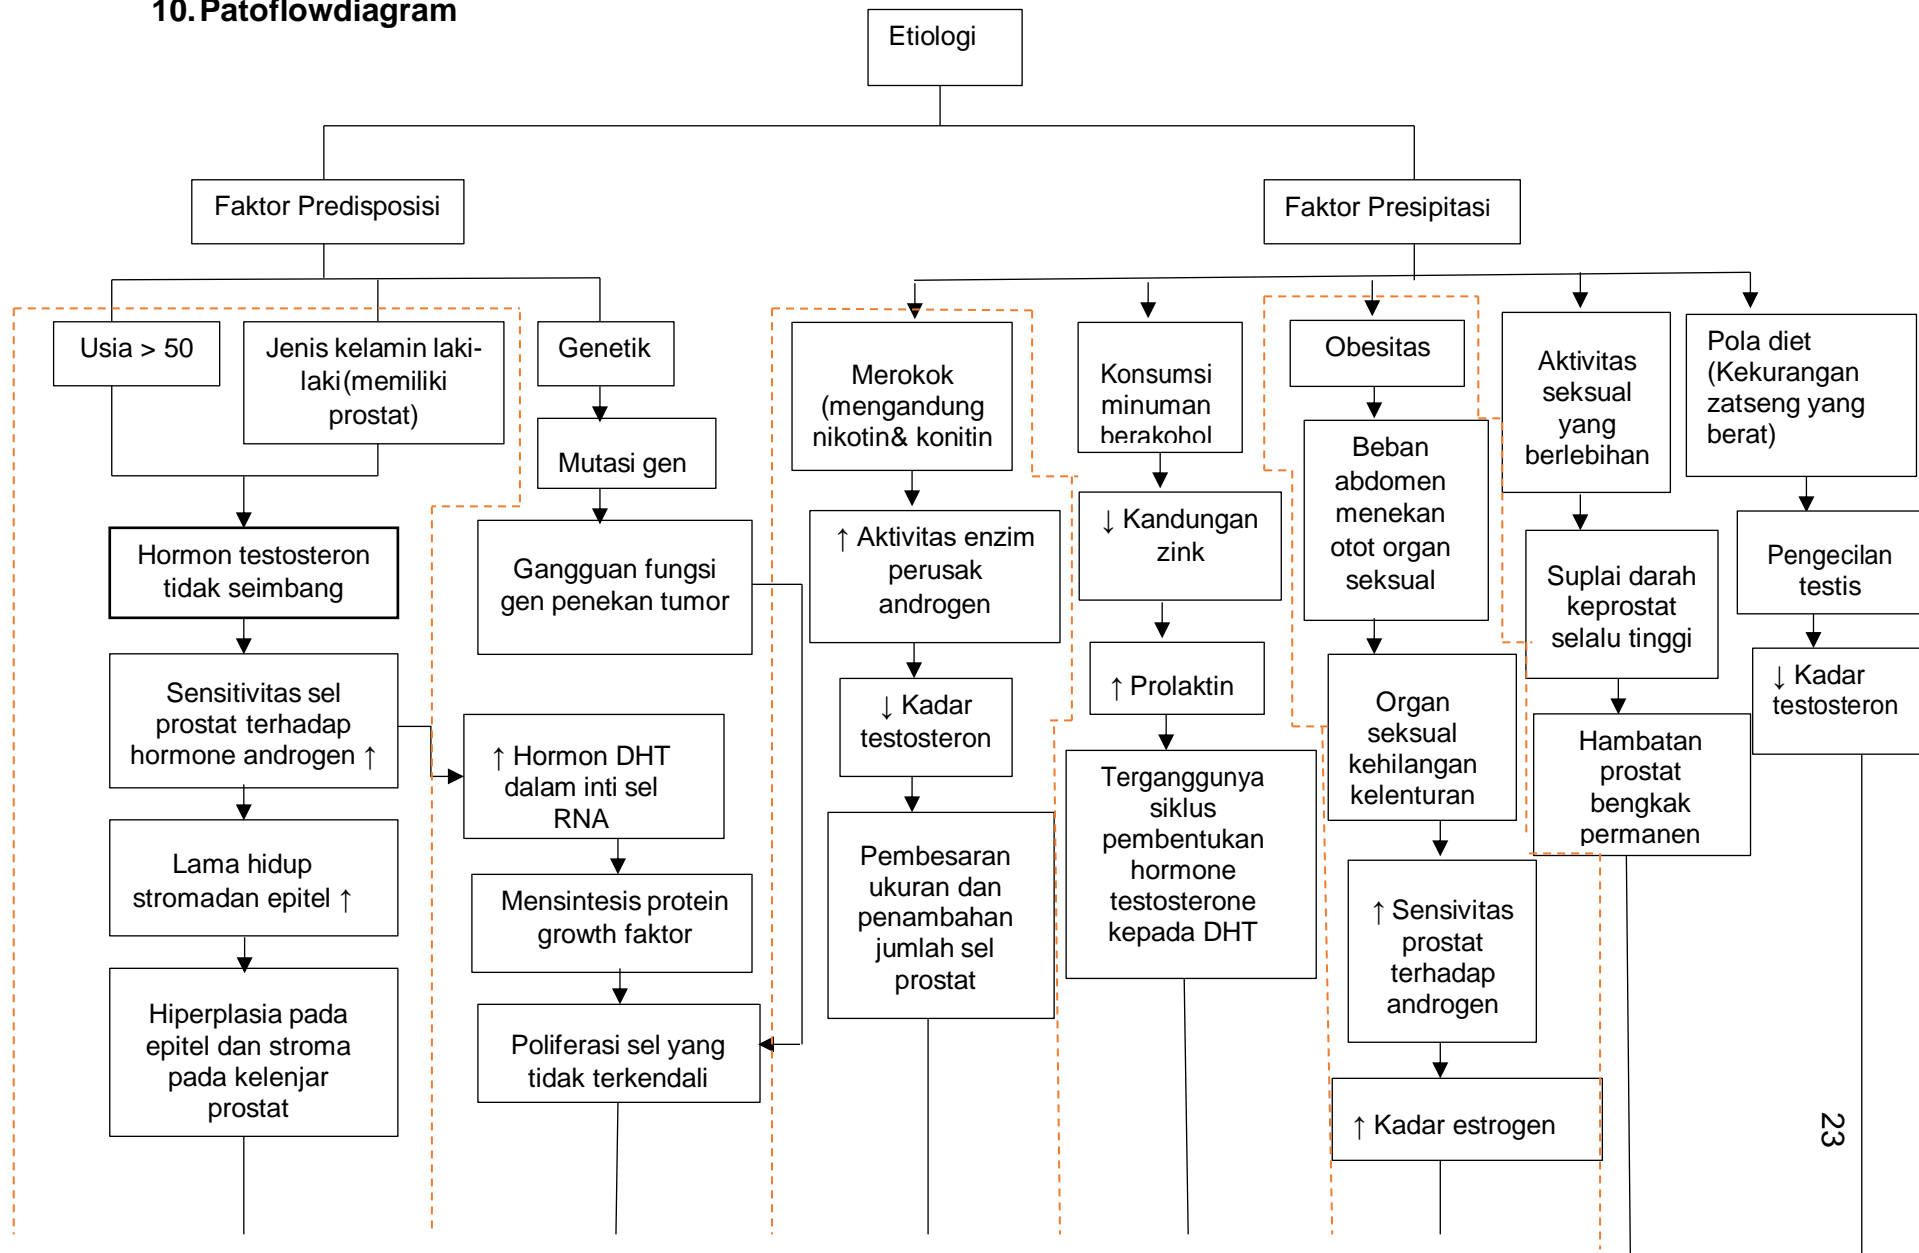 10. Patoflowdiagram
Etiologi
Faktor Predisposisi
Faktor Presipitasi
Usia > 50
Jenis kelamin laki-
laki(memiliki
prostat)
Genetik
Merokok
(mengandung
nikotin& konitin
Konsumsi
minuman
berakohol
Obesitas
Aktivitas
seksual
yang
berlebihan
Pola diet
(Kekurangan
zatseng yang
berat)
Hormon testosteron
tidak seimbang
Mutasi gen
Gangguan fungsi
gen penekan tumor
↑ Aktivitas enzim
perusak
androgen
↓ Kandungan
zink
Beban
abdomen
menekan
otot organ
seksual
Suplai darah
keprostat
selalu tinggi
Pengecilan
testis
Sensitivitas sel
prostat terhadap
hormone androgen ↑
↑ Hormon DHT
dalam inti sel
RNA
↓ Kadar
testosteron
↑ Prolaktin
Organ
seksual
kehilangan
kelenturan
Hambatan
prostat
bengkak
permanen
↓ Kadar
testosteron
Lama hidup
stromadan epitel ↑
Mensintesis protein
growth faktor
Pembesaran
ukuran dan
penambahan
jumlah sel
prostat
Terganggunya
siklus
pembentukan
hormone
testosterone
kepada DHT
↑ Sensivitas
prostat
terhadap
androgen
Hiperplasia pada
epitel dan stroma
pada kelenjar
prostat
Poliferasi sel yang
tidak terkendali
↑ Kadar estrogen
23